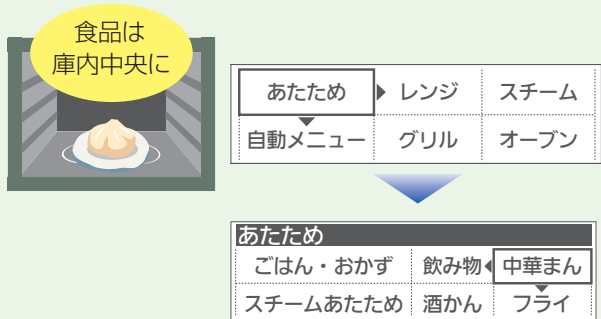 食品は
庫内中央に
あたため レンジ スチーム
自動メニュー グリル オーブン
あたため
ごはん・おかず 飲み物 中華まん
スチームあたため 酒かん フライ